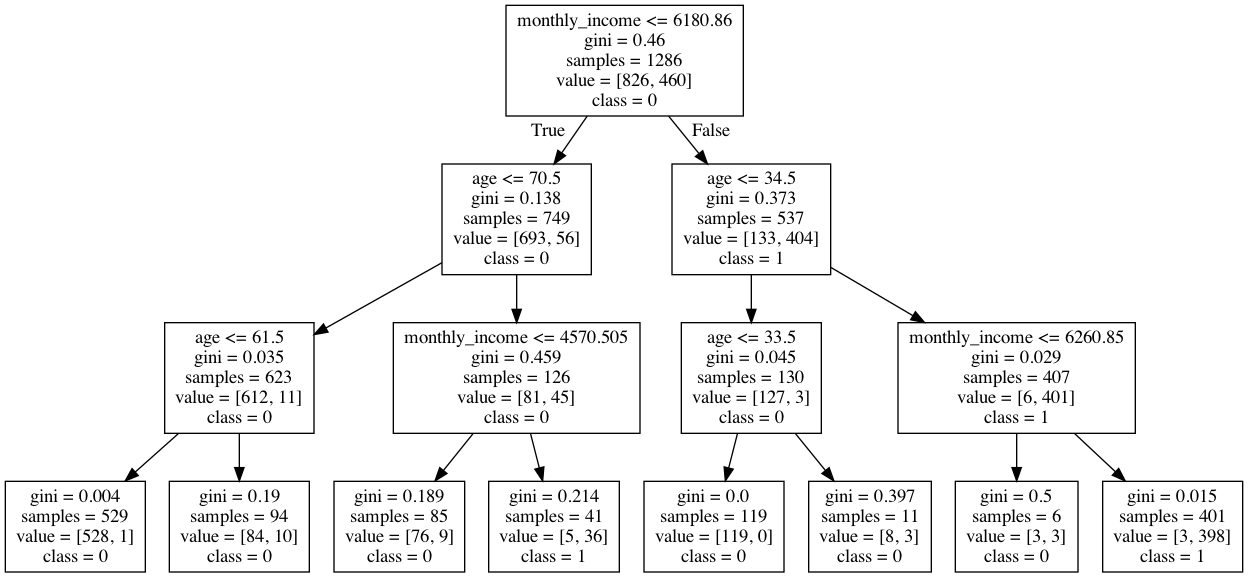 monthly_income <= 6180.86
gini = 0.46
samples = 1286
value = [826, 460]
class = 0
True
False
age <= 70.5
gini = 0.138
samples = 749
value = [693, 56]
class = 0
age <= 34.5
gini = 0.373
samples = 537
value = [133, 404]
class = 1
age <= 61.5
gini = 0.035
samples = 623
value = [612, 11]
class = 0
monthly_income <= 4570.505
gini = 0.459
samples = 126
value = [81, 45]
class = 0
age <= 33.5
gini = 0.045
samples = 130
value = [127, 3]
class = 0
monthly_income <= 6260.85
gini = 0.029
samples = 407
value = [6, 401]
class = 1
gini = 0.004
samples = 529
value = [528, 1]
class = 0
gini = 0.19
samples = 94
value = [84, 10]
class = 0
gini = 0.189
samples = 85
value = [76, 9]
class = 0
gini = 0.214
samples = 41
value = [5, 36]
class = 1
gini = 0.0
samples = 119
value = [119, 0]
class = 0
gini = 0.397
samples = 11
value = [8, 3]
class = 0
gini = 0.5
samples = 6
value = [3, 3]
class = 0
gini = 0.015
samples = 401
value = [3, 398]
class = 1